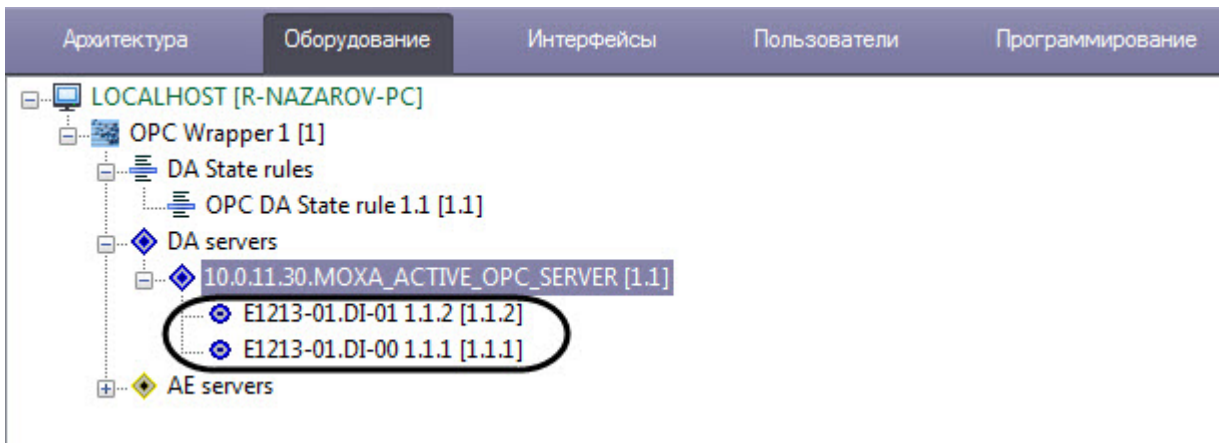 Архитектура Оборудование Интерфейсы Пользователи Программирование
LOCALHOST [R-NAZAROV-PC]
OPC Wrapper 1 [1]
DA State rules
OPC DA State rule 1.1 [1.1]
DA servers
10.0.11.30.MOXA_ACTIVE_OPC_SERVER [1.1]
E1213-01.DI-01 1.1.2 [1.1.2]
E1213-01.DI-00 1.1.1 [1.1.1]
AE servers